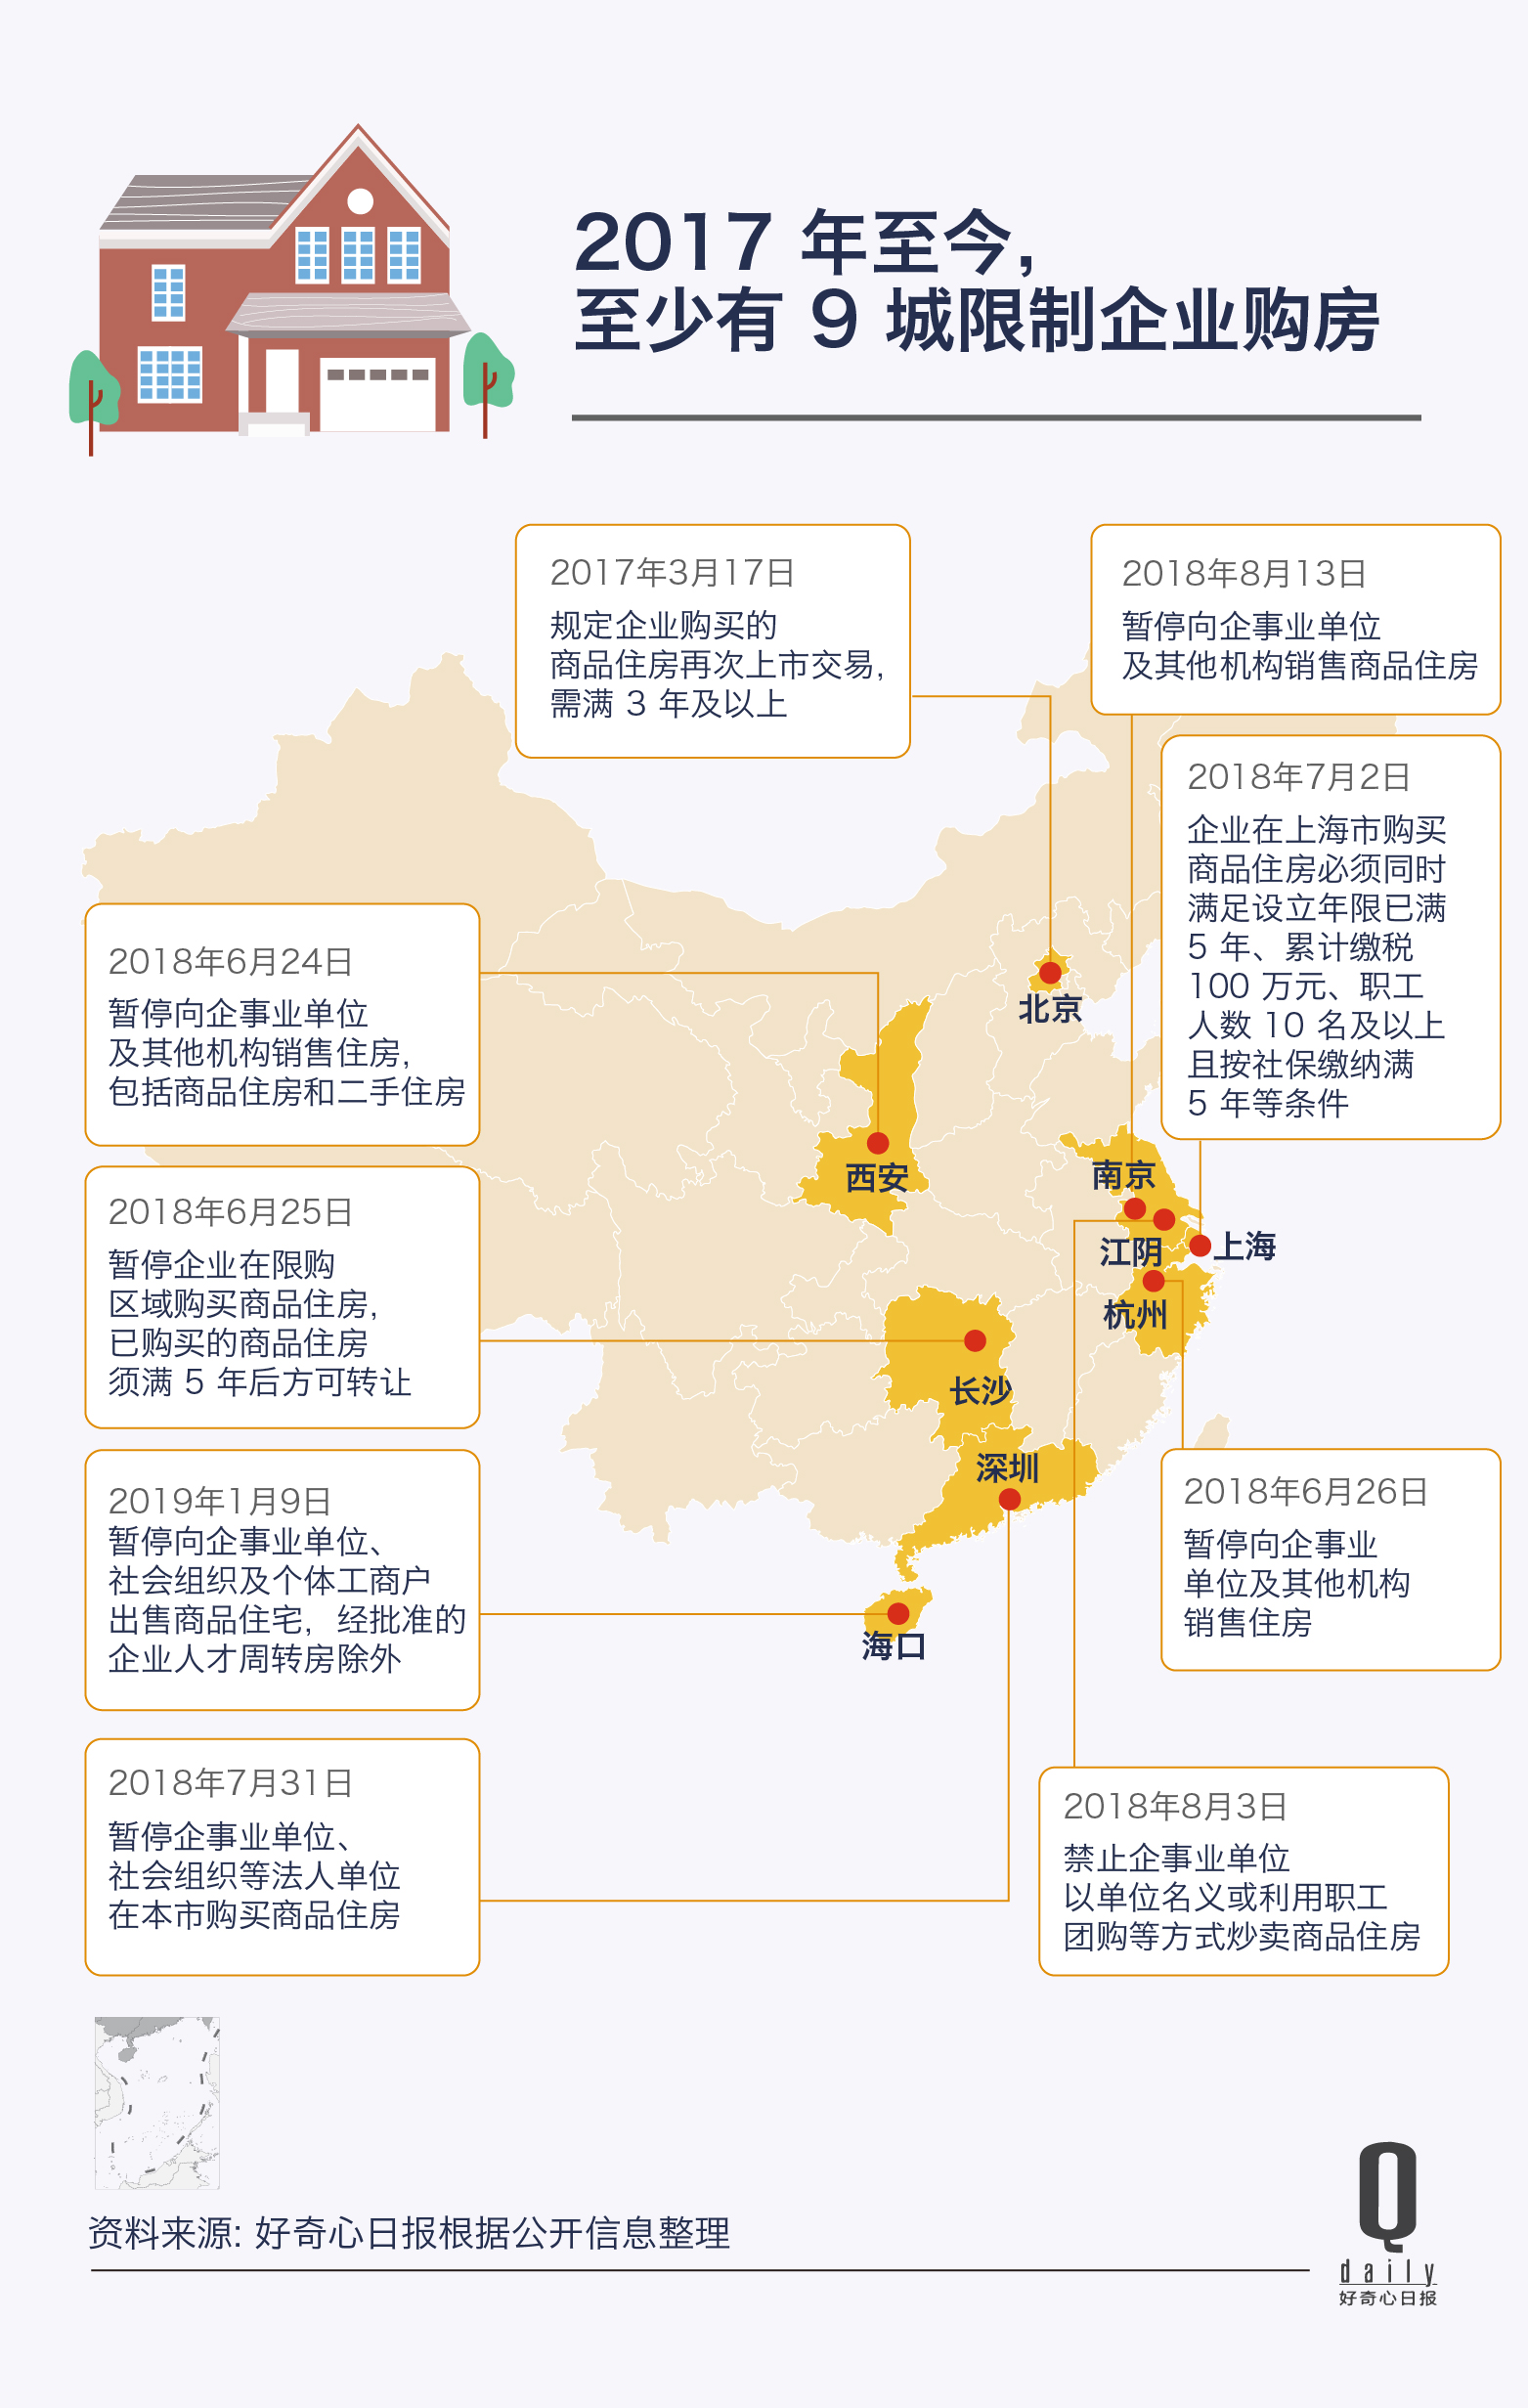 2017 年至今,
至少有 9 城限制企业购房
2017年3月17日
规定企业购买的
商品住房再次上市交易,
需满 3 年及以上
2018年8月13日
暂停向企事业单位
及其他机构销售商品住房
2018年7月2日
企业在上海市购买
商品住房必须同时
满足设立年限已满
5 年、累计缴税
100 万元、职工
人数 10 名及以上
且按社保缴纳满
5 年等条件
2018年6月24日
暂停向企事业单位
及其他机构销售住房,
包括商品住房和二手住房
2018年6月25日
暂停企业在限购
区域购买商品住房,
已购买的商品住房
须满 5 年后方可转让
2019年1月9日
暂停向企事业单位、
社会组织及个体工商户
出售商品住宅, 经批准的
企业人才周转房除外
2018年7月31日
暂停企事业单位、
社会组织等法人单位
在本市购买商品住房
北京
西安
南京
江阴
上海
杭州
长沙
深圳
海口
2018年6月26日
暂停向企事业
单位及其他机构
销售住房
2018年8月3日
禁止企事业单位
以单位名义或利用职工
团购等方式炒卖商品住房
资料来源: 好奇心日报根据公开信息整理
Q
daily
好奇心日报